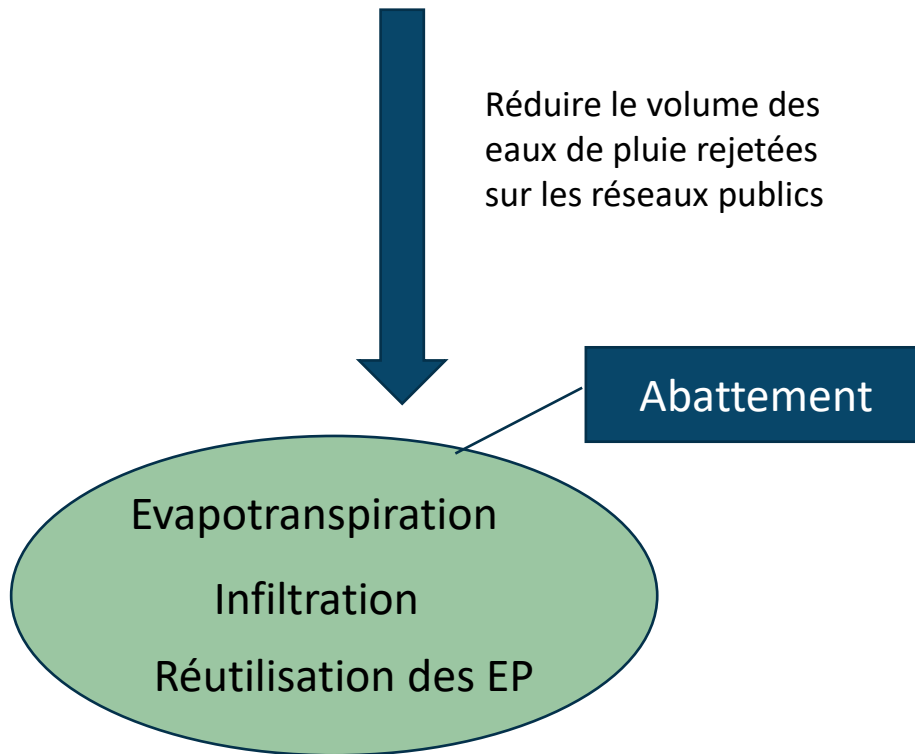 Réduire le volume des
eaux de pluie rejetées
sur les réseaux publics
Abattement
Evapotranspiration
Infiltration
Réutilisation des EP